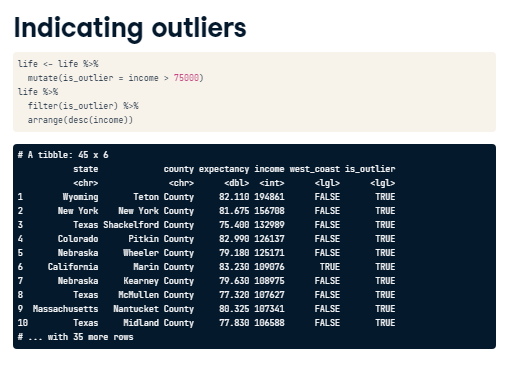 Indicating outliers
life <- life %>%
  mutate(is_outlier = income > 75000)
life %>%
  filter(is_outlier) %>%
  arrange(desc(income))
# A tibble: 45 x 6
           state            county expectancy income west_coast is_outlier
           <chr>             <chr>      <dbl>  <int>      <lgl>      <lgl>
1        Wyoming      Teton County     82.110 194861      FALSE       TRUE
2       New York   New York County     81.675 156708      FALSE       TRUE
3          Texas Shackelford County     75.400 132989      FALSE       TRUE
4       Colorado     Pitkin County     82.990 126137      FALSE       TRUE
5       Nebraska    Wheeler County     79.180 125171      FALSE       TRUE
6     California      Marin County     83.230 109076       TRUE       TRUE
7       Nebraska    Kearney County     79.630 108975      FALSE       TRUE
8          Texas   McMullen County     77.320 107627      FALSE       TRUE
9  Massachusetts  Nantucket County     80.325 107341      FALSE       TRUE
10         Texas    Midland County     77.830 106588      FALSE       TRUE
# ... with 35 more rows